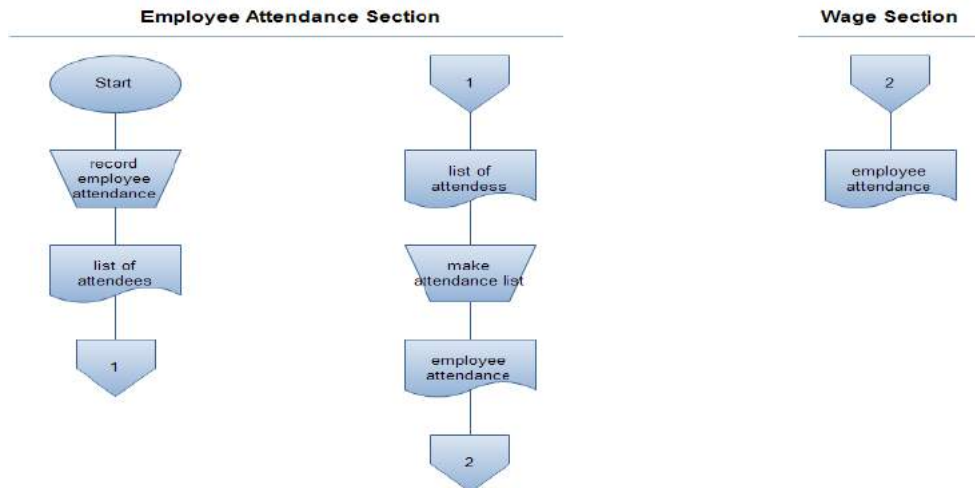 Employee Attendance Section
Start
record
employee
attendance
list of
attendees
1
1
list of
attendess
make
attendance list
employee
attendance
2
Wage Section
2
employee
attendance